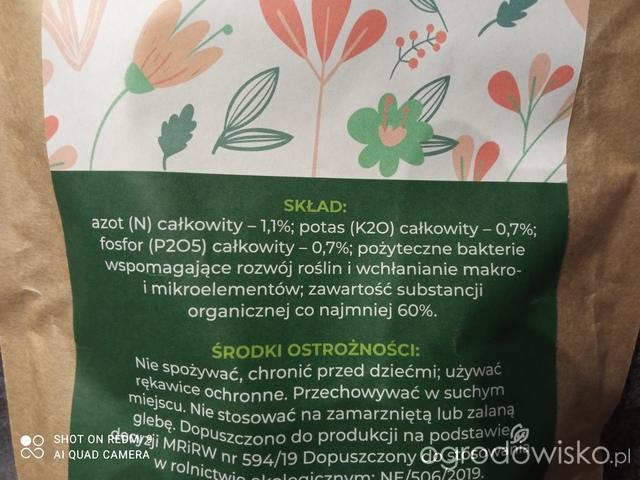 SKŁAD:
azot (N) całkowity – 1,1%; potas (K2O) całkowity – 0,7%;
fosfor (P2O5) całkowity – 0,7%; pożyteczne bakterie
wspomagające rozwój roślin i wchłanianie makro-
i mikroelementów; zawartość substancji
organicznej co najmniej 60%.
ŚRODKI OSTROŻNOŚCI:
Nie spożywać, chronić przed dziećmi; używać
rękawice ochronne. Przechowywać w suchym
miejscu. Nie stosować na zamarzniętą lub zalaną
glebę. Dopuszczono do produkcji na podstawie
decyzji MRiRW nr 594/19 Dopuszczony do stosowania
w rolnictwie ekologicznym: NE/506/2019.
SHOT ON REDMI 9
AI QUAD CAMERA
ogrodowisko.pl